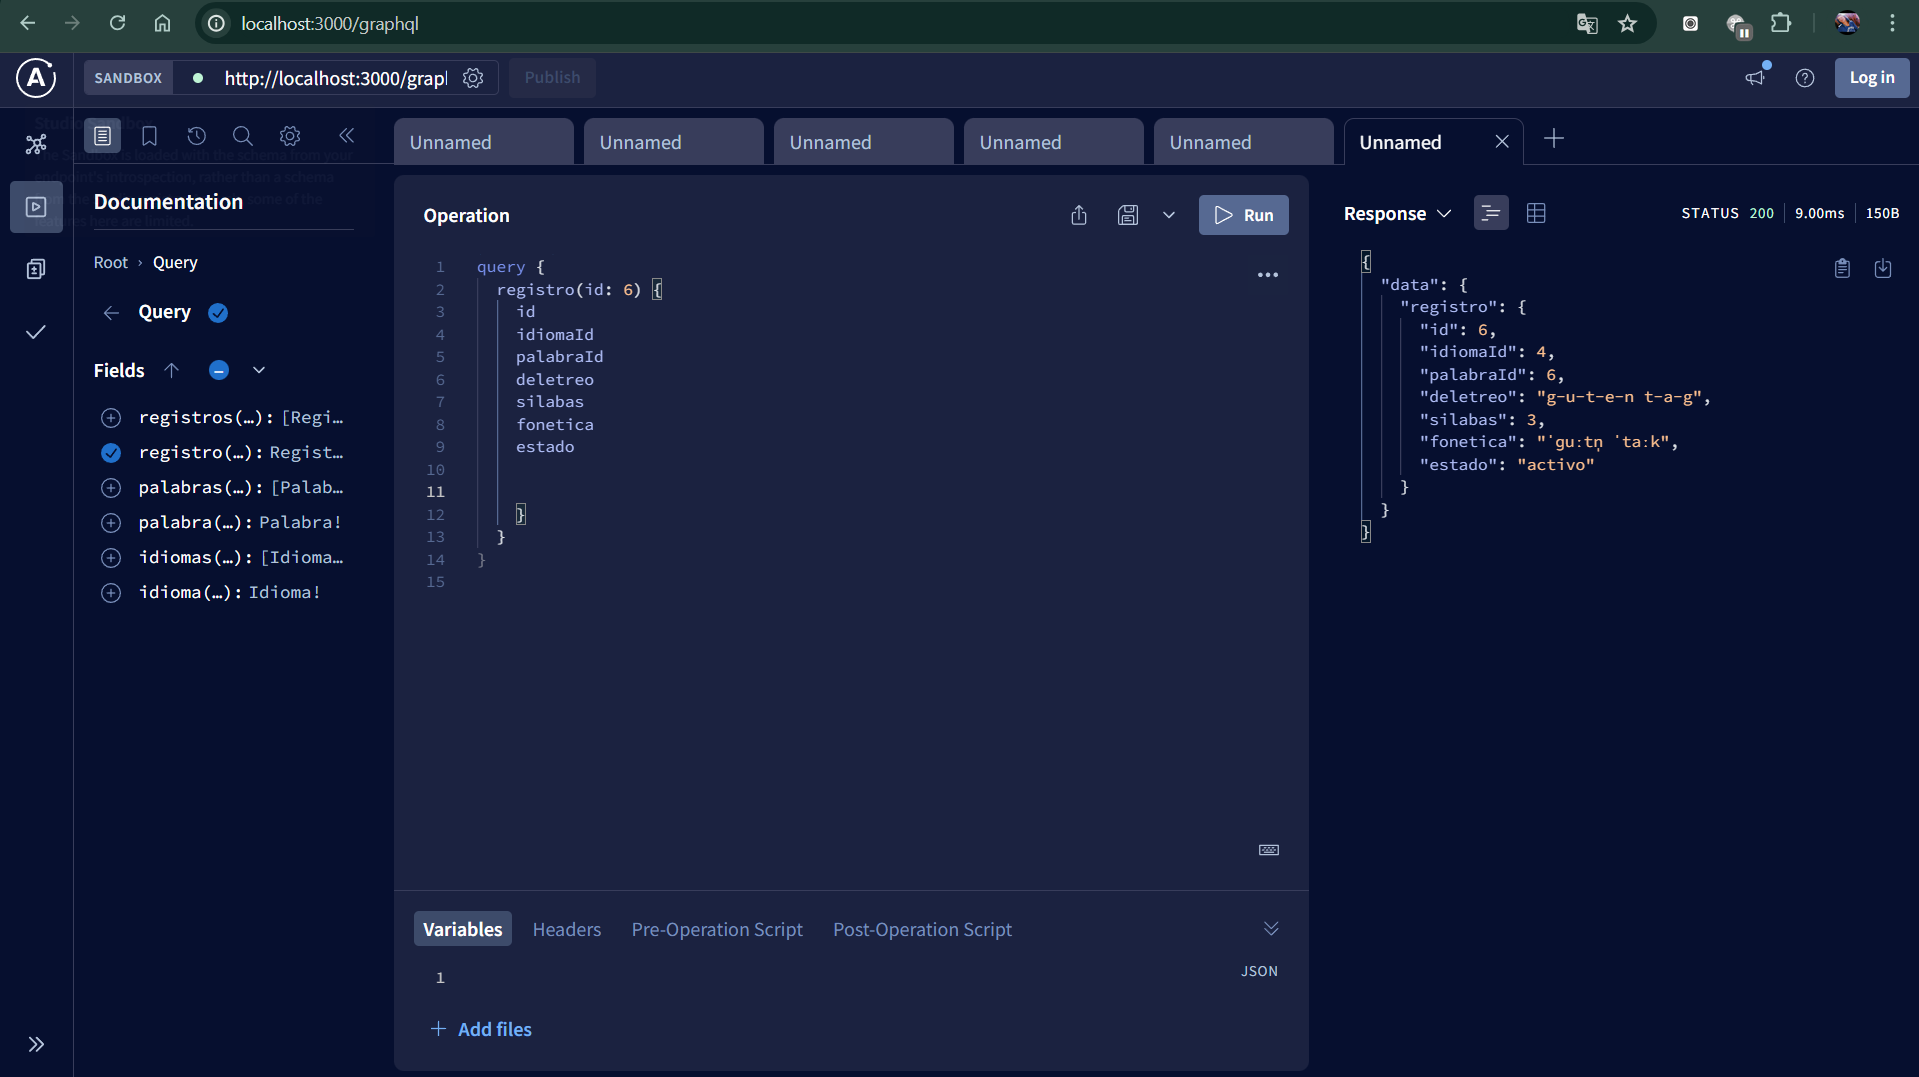 localhost:3000/graphql
SANDBOX
http://localhost:3000/grapl
Publish
Log in
Unnamed
Unnamed
Unnamed
Unnamed
Unnamed
Unnamed
Documentation
Root › Query
Query
Fields
registros(…): [Regi…
registro(…): Regist…
palabras(…): [Palab…
palabra(…): Palabra!
idiomas(…): [Idioma…
idioma(…): Idioma!
Operation
Run
1 query {
2 registro(id: 6) {
3 id
4 idiomaId
5 palabraId
6 deletreo
7 silabas
8 fonetica
9 estado
10
11
12 }
13 }
14 }
15
Variables
Headers
Pre-Operation Script
Post-Operation Script
1
JSON
+ Add files
Response
STATUS 200
9.00ms
150B
{
"data": {
"registro": {
"id": 6,
"idiomaId": 4,
"palabraId": 6,
"deletreo": "g-u-t-e-n t-a-g",
"silabas": 3,
"fonetica": "ˈɡuːtn̩ ˈtaːk",
"estado": "activo"
}
}
}